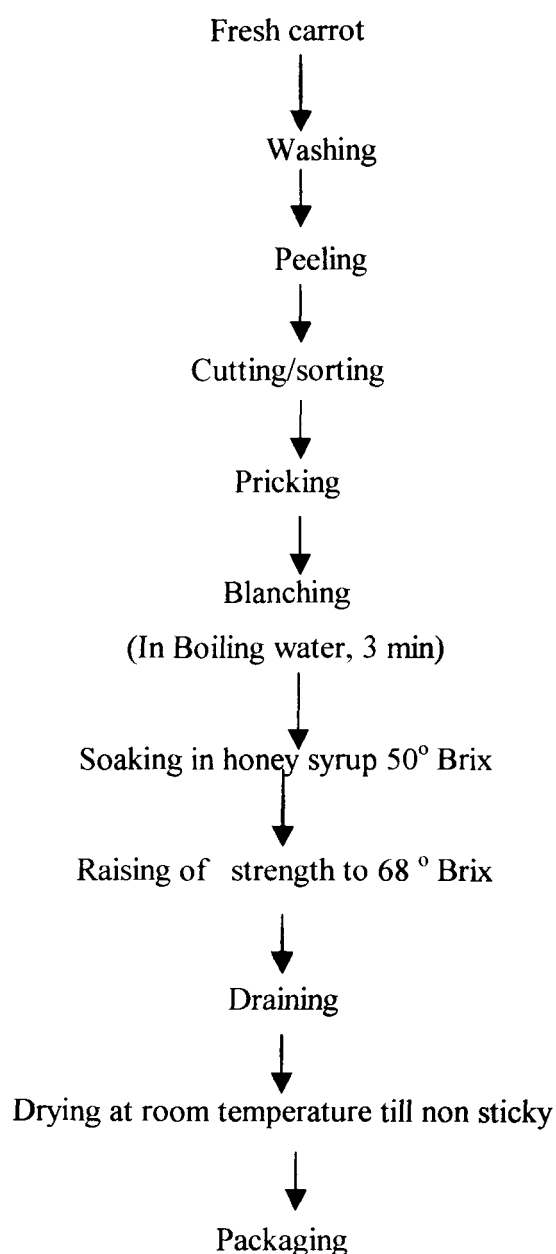 Fresh carrot
Washing
Peeling
Cutting/sorting
Pricking
Blanching
(In Boiling water, 3 min)
Soaking in honey syrup 50° Brix
Raising of strength to 68 ° Brix
Draining
Drying at room temperature till non sticky
Packaging